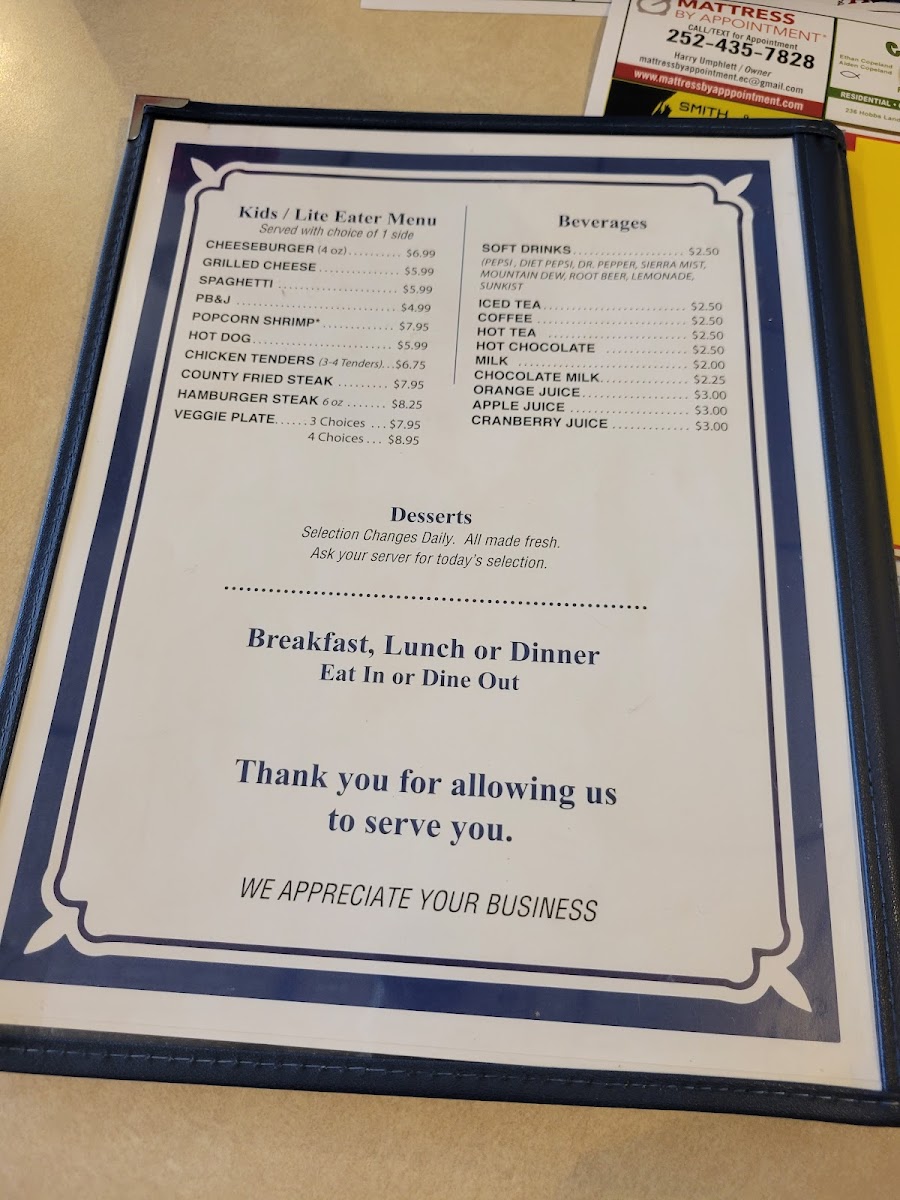 MATTRESS
BY APPOINTMENT
CALL/TEXT for Appointment
252-435-7828
Harry Umphlett / Owner
mattressbyappointment.ec@gmail.com
www.mattressbyapppointment.com
SMITH
Ethan Copeland
Aiden Copeland
RESIDENTIAL •
236 Hobbs
Kids / Lite Eater Menu
Served with choice of 1 side
CHEESEBURGER (4 oz).......... $6.99
GRILLED CHEESE.................... $5.99
SPAGHETTI ........................... $5.99
PB&J .................................... $4.99
POPCORN SHRIMP*............. $7.95
HOT DOG............................... $5.99
CHICKEN TENDERS (3-4 Tenders)...$6.75
COUNTY FRIED STEAK ......... $7.95
HAMBURGER STEAK 6 oz ....... $8.25
VEGGIE PLATE...... 3 Choices ... $7.95
4 Choices... $8.95
Beverages
SOFT DRINKS....................... $2.50
(PEPSI, DIET PEPSI, DR. PEPPER, SIERRA MIST,
MOUNTAIN DEW, ROOT BEER, LEMONADE,
SUNKIST
ICED TEA............................ $2.50
COFFEE .............................. $2.50
HOT TEA ........................... $2.50
HOT CHOCOLATE ............... $2.50
MILK ................................ $2.00
CHOCOLATE MILK................ $2.25
ORANGE JUICE..................... $3.00
APPLE JUICE ....................... $3.00
CRANBERRY JUICE .............. $3.00
Desserts
Selection Changes Daily. All made fresh.
Ask your server for today's selection.
Breakfast, Lunch or Dinner
Eat In or Dine Out
Thank you for allowing us
to serve you.
WE APPRECIATE YOUR BUSINESS